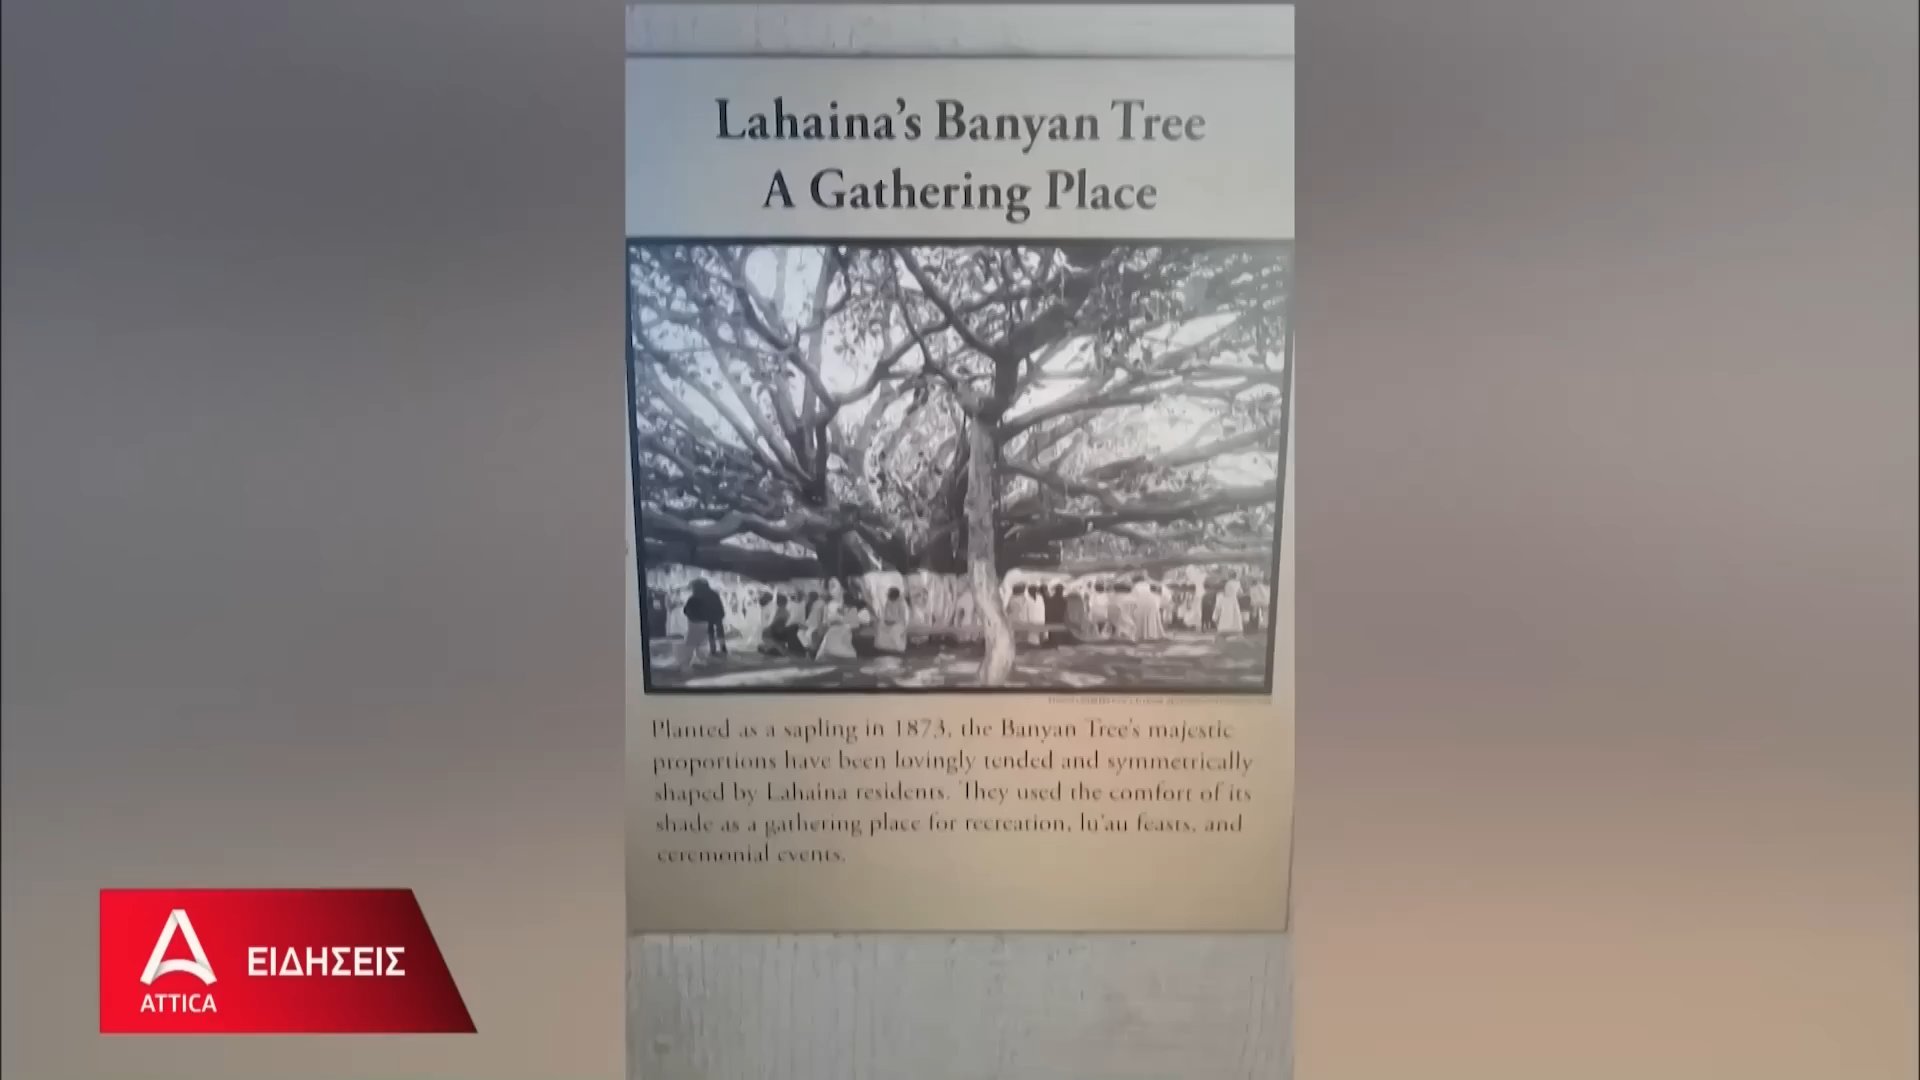 Lahaina's Banyan Tree
A Gathering Place
Planted as a sapling in 1873, the Banyan Tree's majestic
proportions have been lovingly tended and symmetrically
shaped by Lahaina residents. They used the comfort of its
shade as a gathering place for recreation, lu'au feasts, and
ceremonial events.
ATTICA
ΕΙΔΗΣΕΙΣ